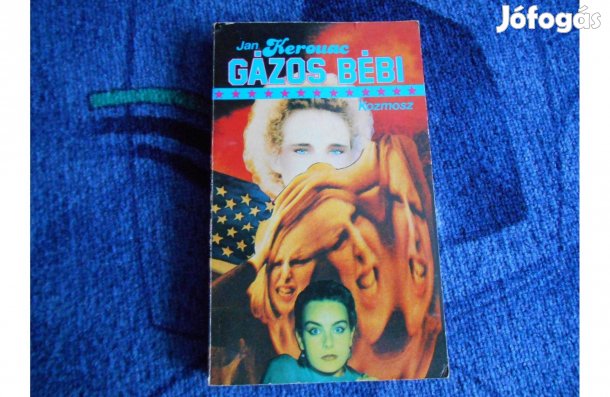 Jófogás
Jan Kerouac
GÁZOS BÉBI
Kozmosz